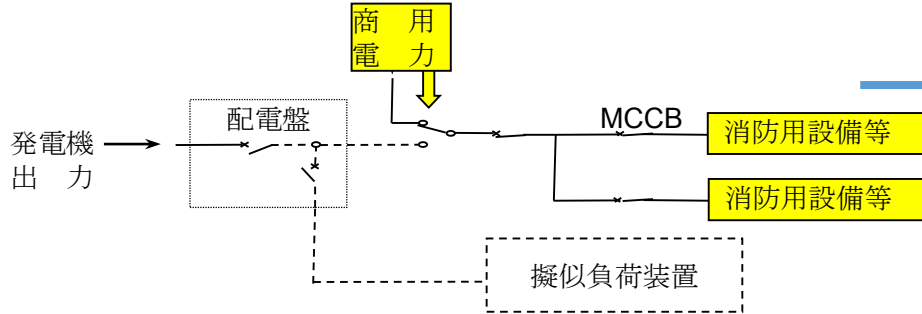 商　用
電　力
配電盤
発電機
出　力
MCCB
消防用設備等
消防用設備等
擬似負荷装置